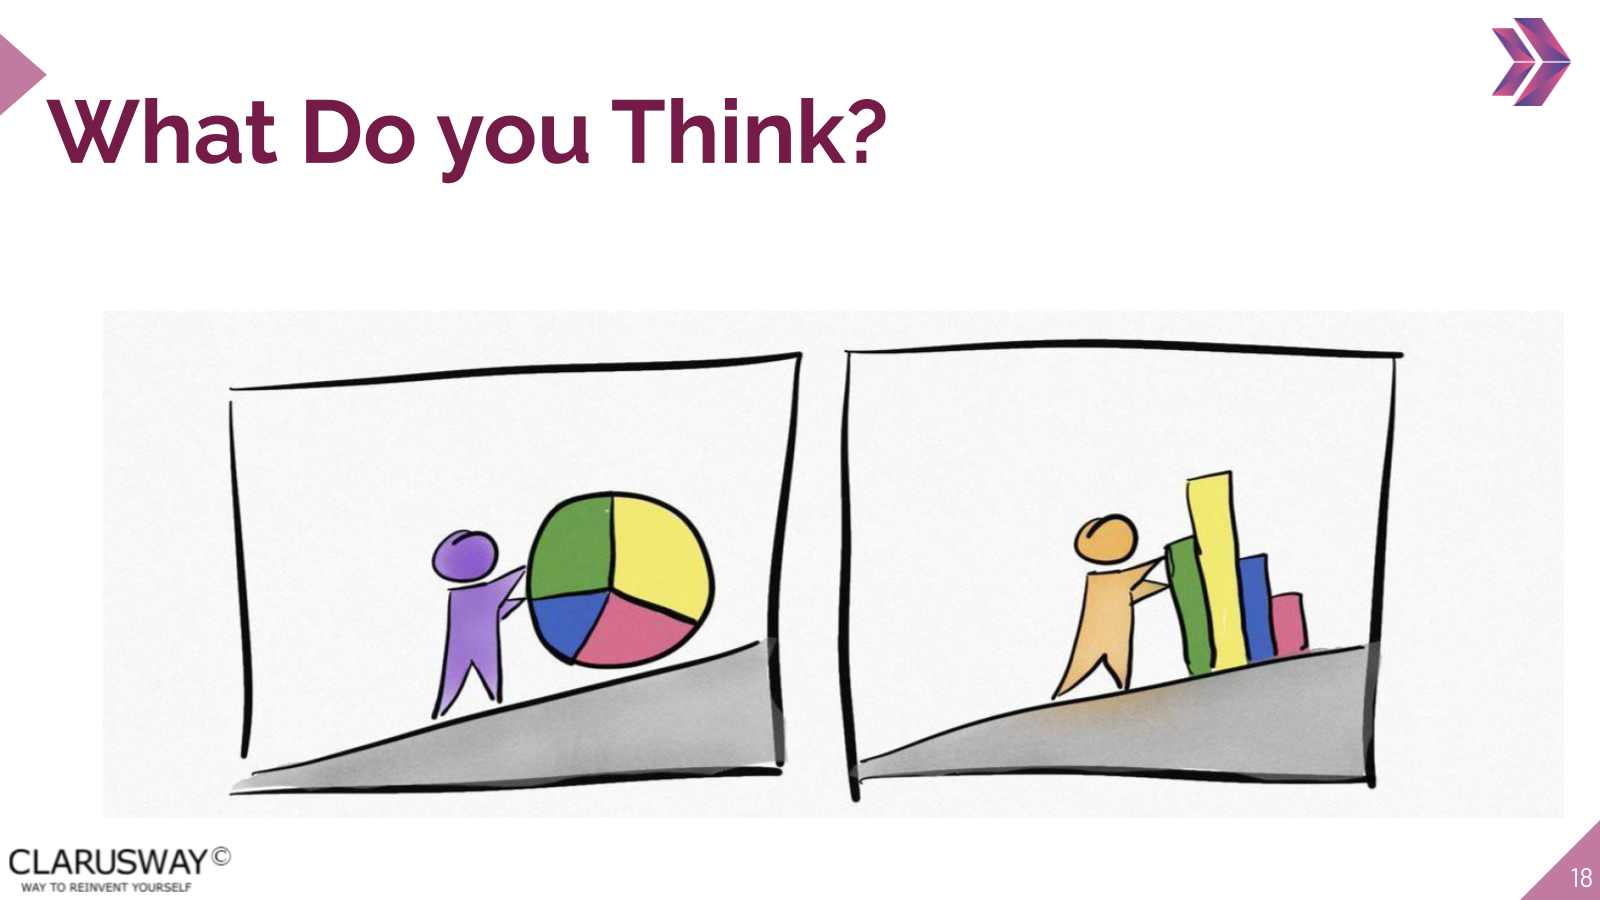 What Do you Think?
CLARUSWAY©
WAY TO REINVENT YOURSELF
18